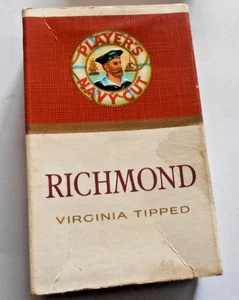 PLAYER'S
NAVY CUT
RICHMOND
VIRGINIA TIPPED